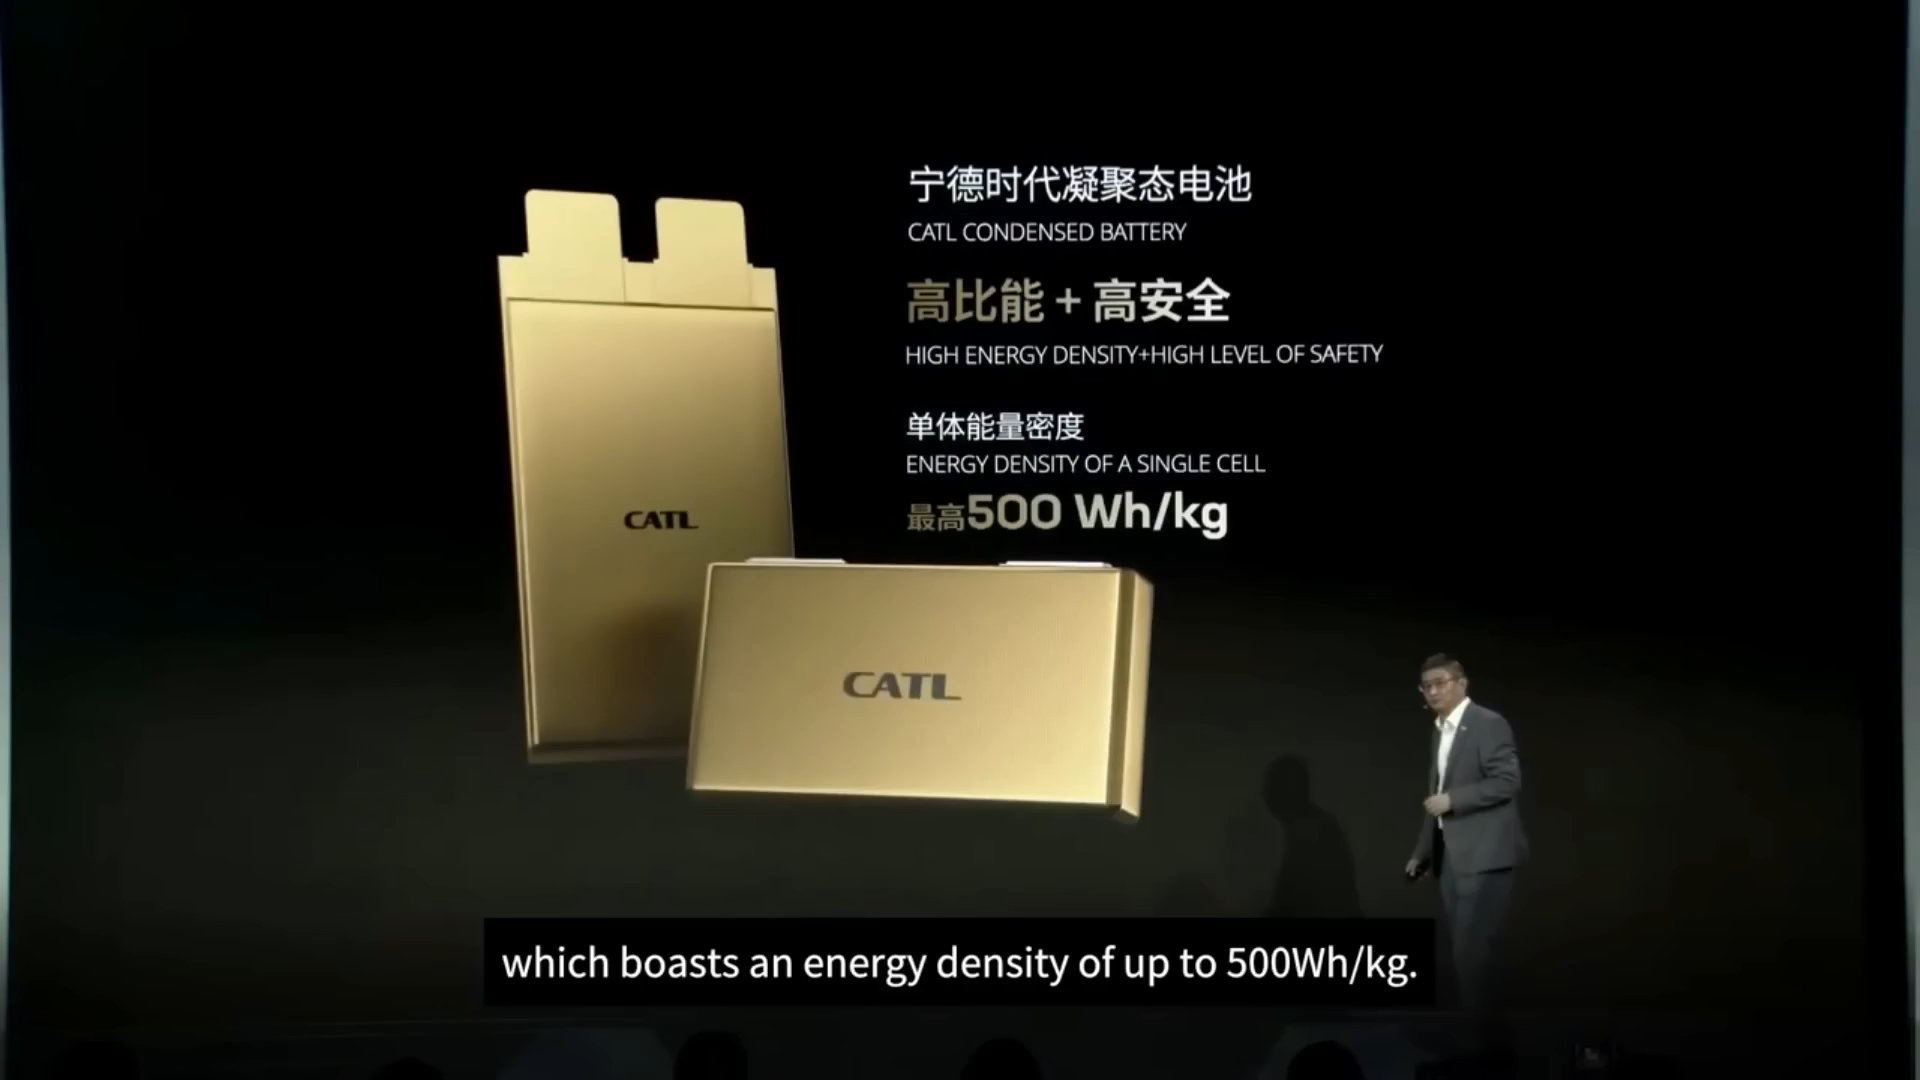 宁德时代凝聚态电池
CATL CONDENSED BATTERY
高比能 + 高安全
HIGH ENERGY DENSITY+HIGH LEVEL OF SAFETY
单体能量密度
ENERGY DENSITY OF A SINGLE CELL
最高500 Wh/kg
CATL
CATL
which boasts an energy density of up to 500Wh/kg.